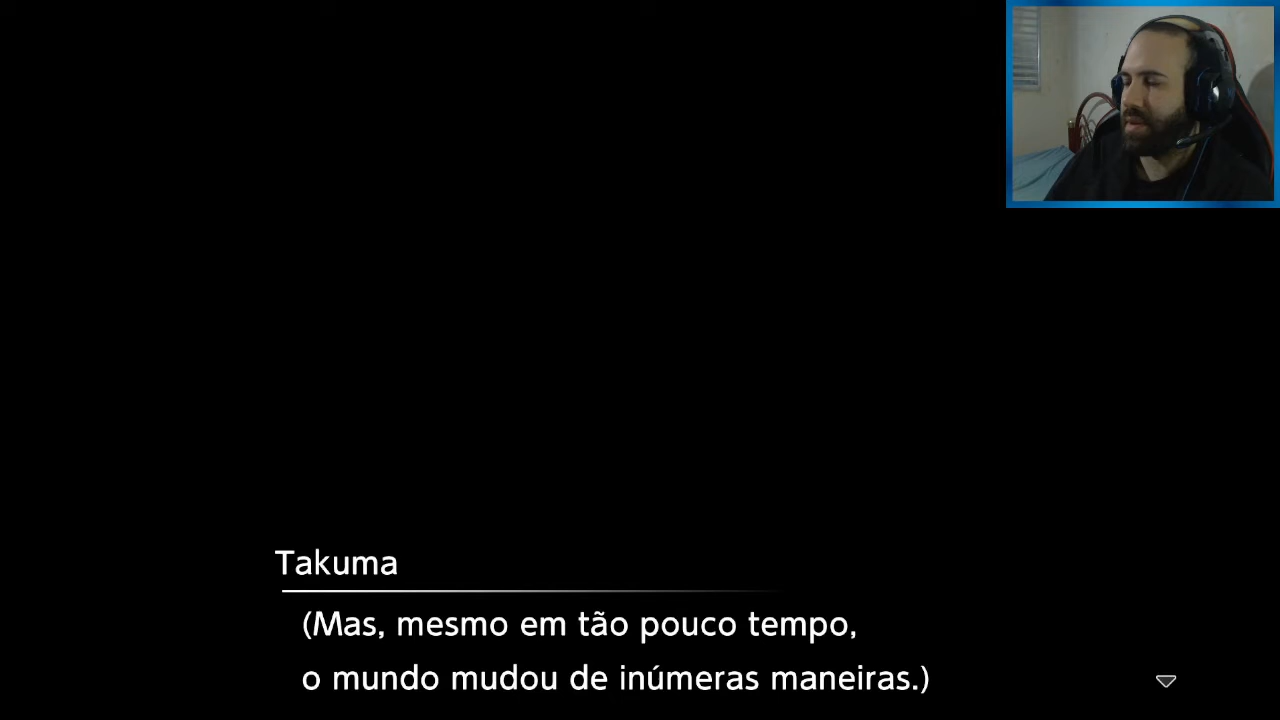 Takuma
(Mas, mesmo em tão pouco tempo,
o mundo mudou de inúmeras maneiras.)